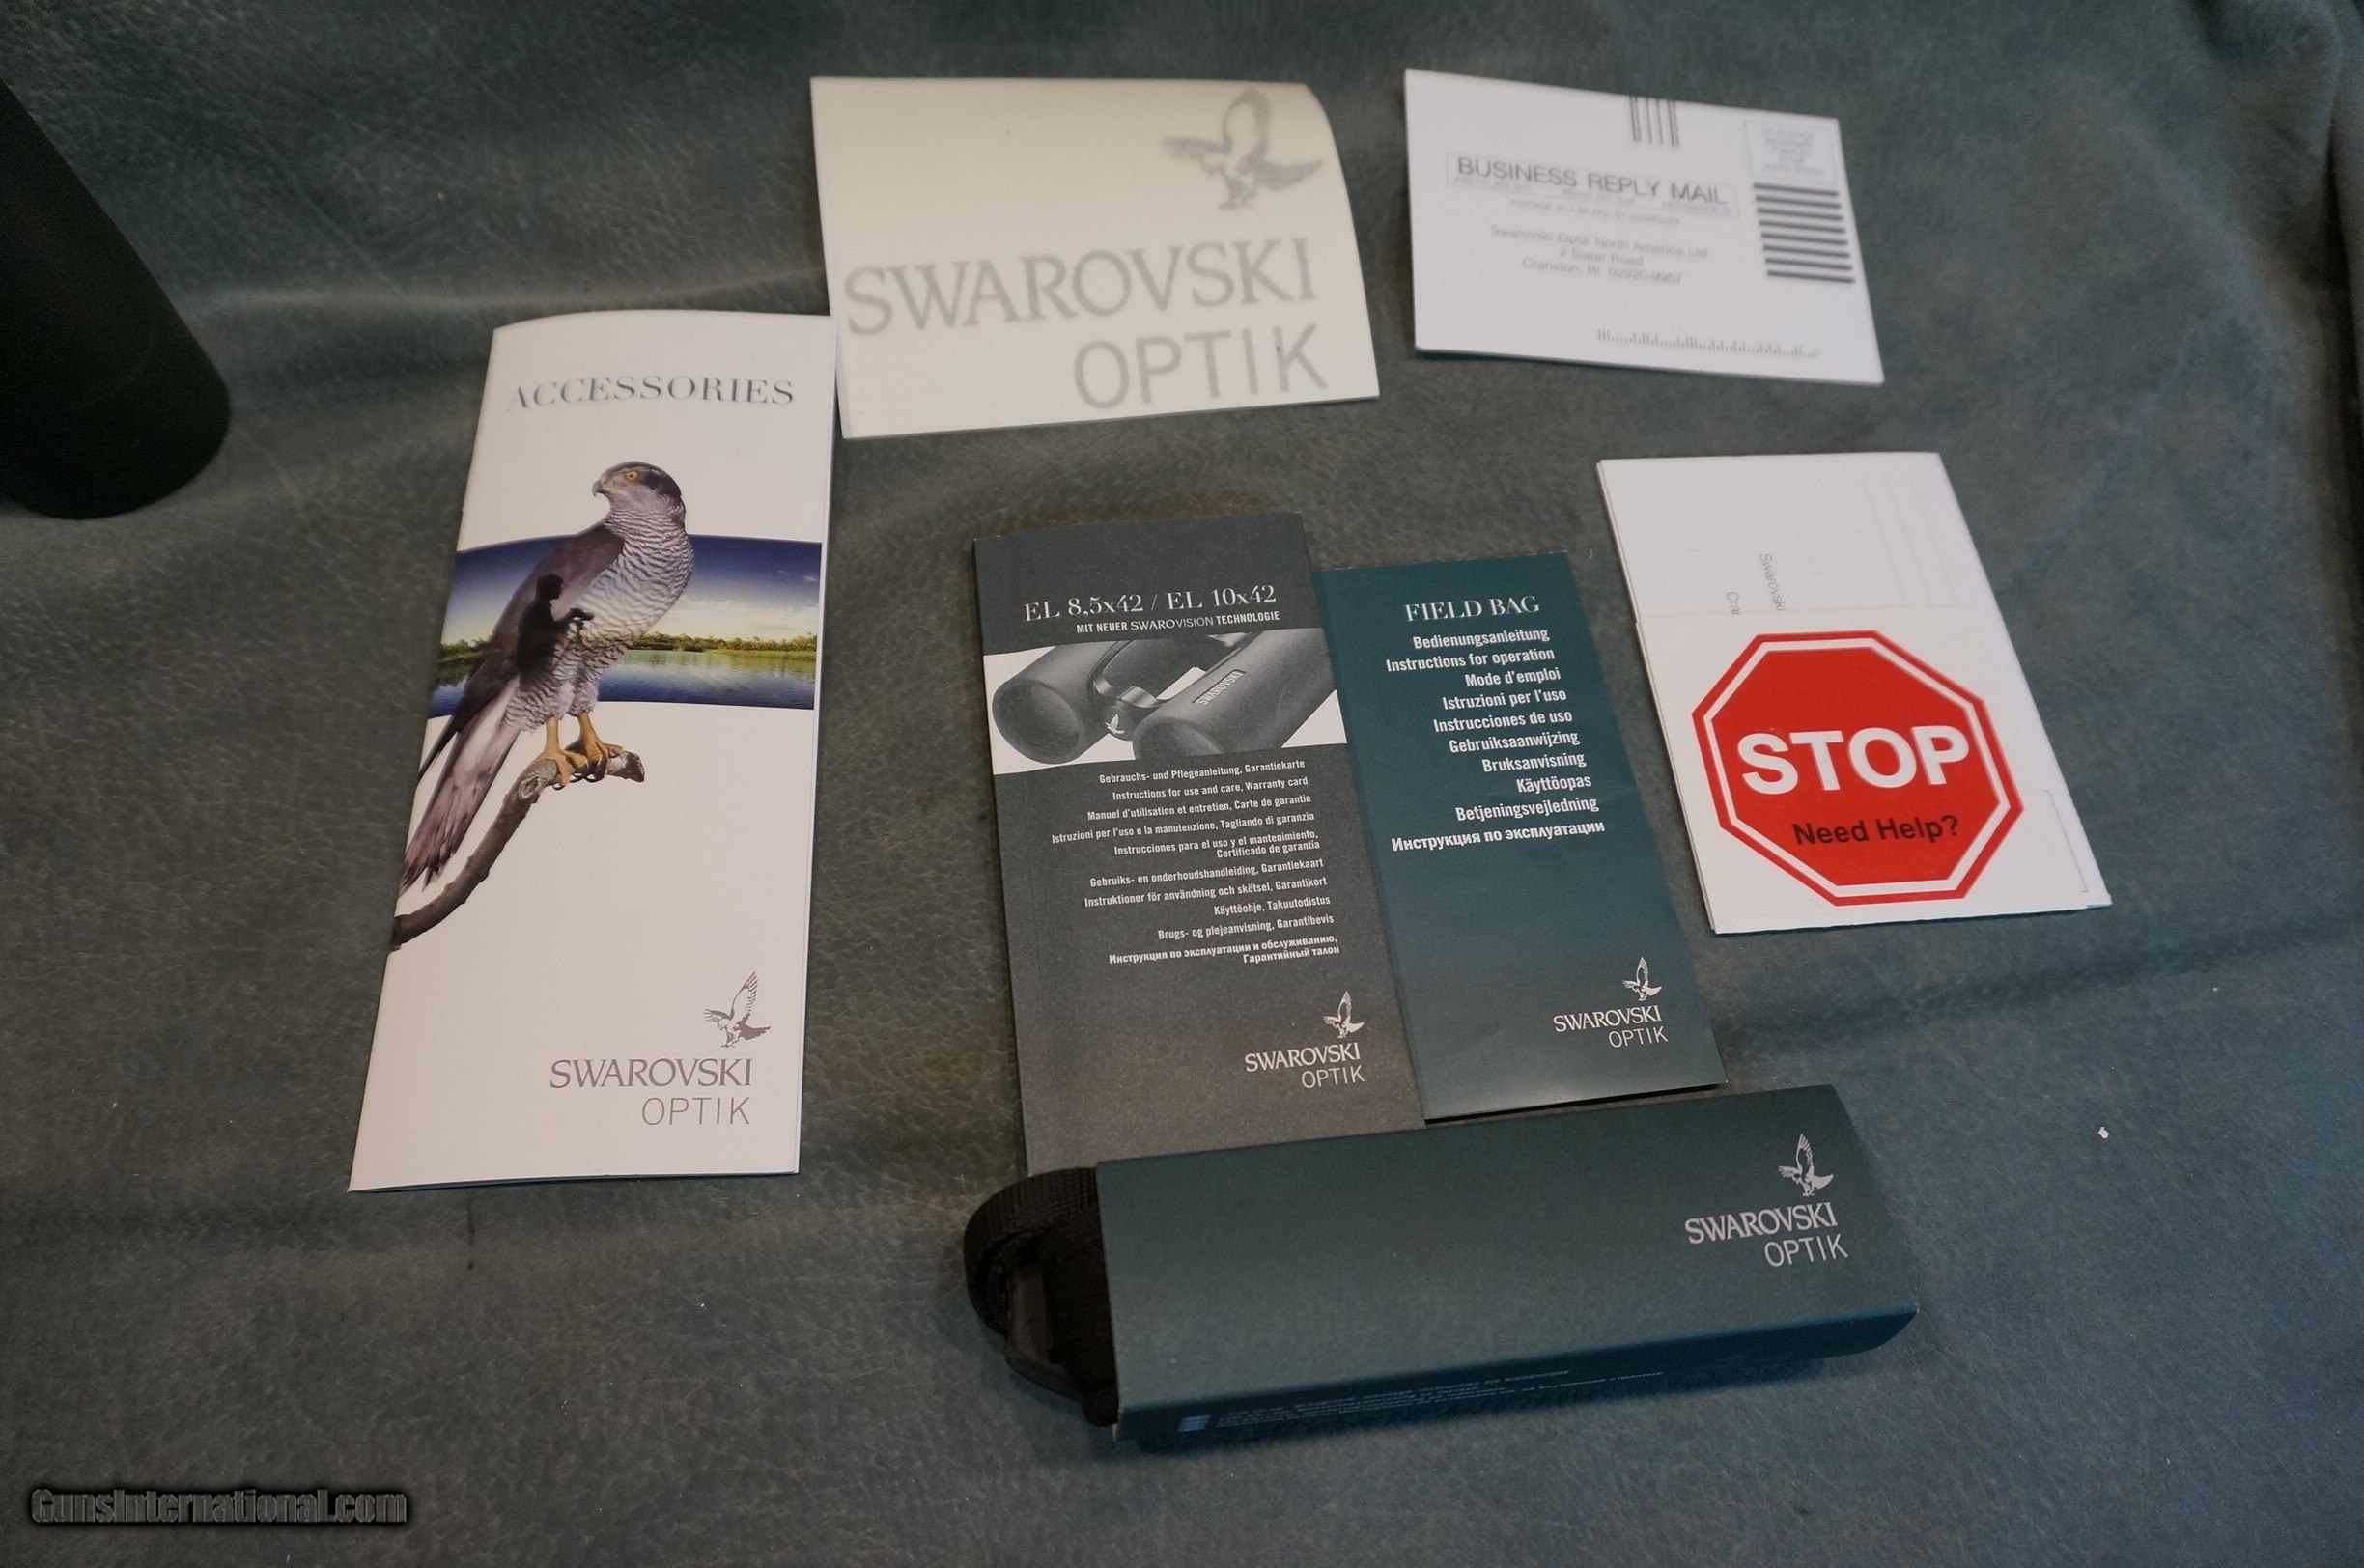 SWAROVSKI
OPTIK
BUSINESS REPLY MAIL
Swarovski Optik North America Ltd
2 Slater Road
Cranston, RI 02920-9957
ACCESSORIES
SWAROVSKI
OPTIK
EL 8,5x42 / EL 10x42
MIT NEUER SWAROVISION TECHNOLOGIE
SWAROVSKI
Gebrauchs- und Pflegeanleitung, Garantiekarte
Instructions for use and care, Warranty card
Manuel d'utilisation et entretien, Carte de garantie
Istruzioni per l'uso e la manutenzione, Tagliando di garanzia
Instrucciones para el uso y el mantenimiento,
Certificado de garantía
Gebruiks- en onderhoudshandleiding, Garantiekaart
Instruktioner för användning och skötsel, Garantikort
Käyttöohje, Takuutodistus
Brugs- og plejeanvisning, Garantibevis
Инструкция по эксплуатации и обслуживанию,
Гарантийный талон
SWAROVSKI
OPTIK
FIELD BAG
Bedienungsanleitung
Instructions for operation
Mode d'emploi
Istruzioni per l'uso
Instrucciones de uso
Gebruiksaanwijzing
Bruksanvisning
Käyttöopas
Betjeningsvejledning
Инструкция по эксплуатации
SWAROVSKI
OPTIK
Swarovski
Cra
STOP
Need Help?
SWAROVSKI
OPTIK
GunsInternational.com